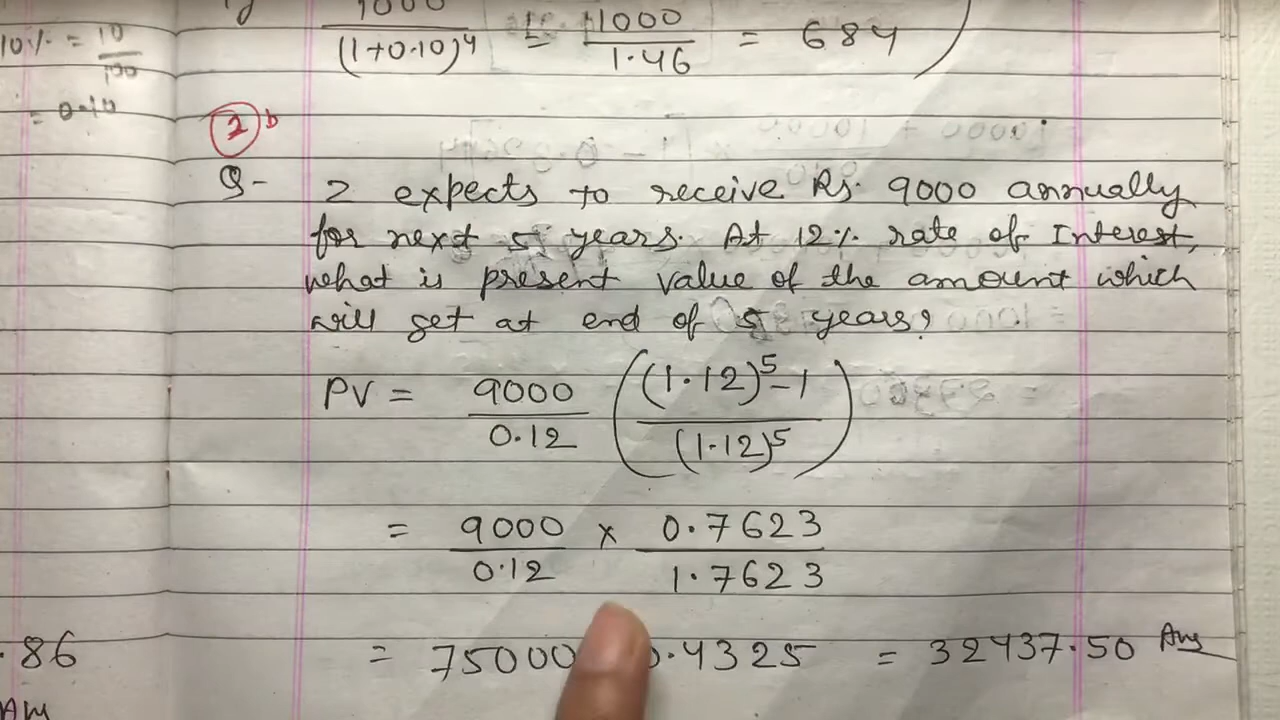 1000 / (1+0.10)4 = 1000 / 1.46 = 684 )
10% = 10 / 100
= 0.10
2 b
Q- Z expects to receive Rs. 9000 annually
for next 5 years. At 12% rate of Interest,
what is present value of the amount which
will get at end of 5 years?
PV = 9000 / 0.12 ( (1.12)5 - 1 / (1.12)5 )
= 9000 / 0.12 × 0.7623 / 1.7623
= 75000 0.4325 = 32437.50 Ans
.86
Ans